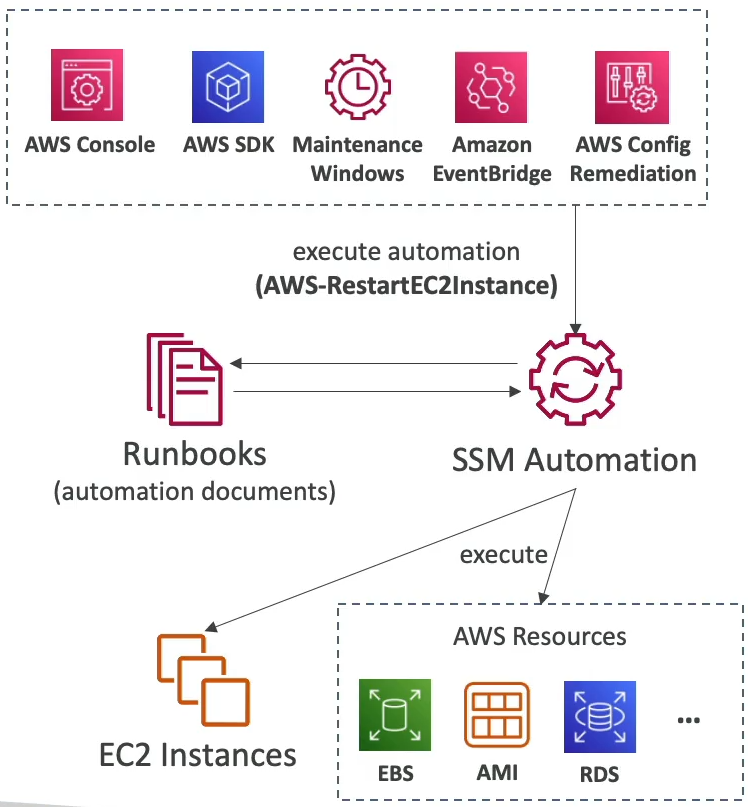 AWS Console
AWS SDK
Maintenance
Windows
Amazon
EventBridge
AWS Config
Remediation
execute automation
(AWS-RestartEC2Instance)
Runbooks
(automation documents)
SSM Automation
execute
EC2 Instances
AWS Resources
EBS
AMI
RDS
...